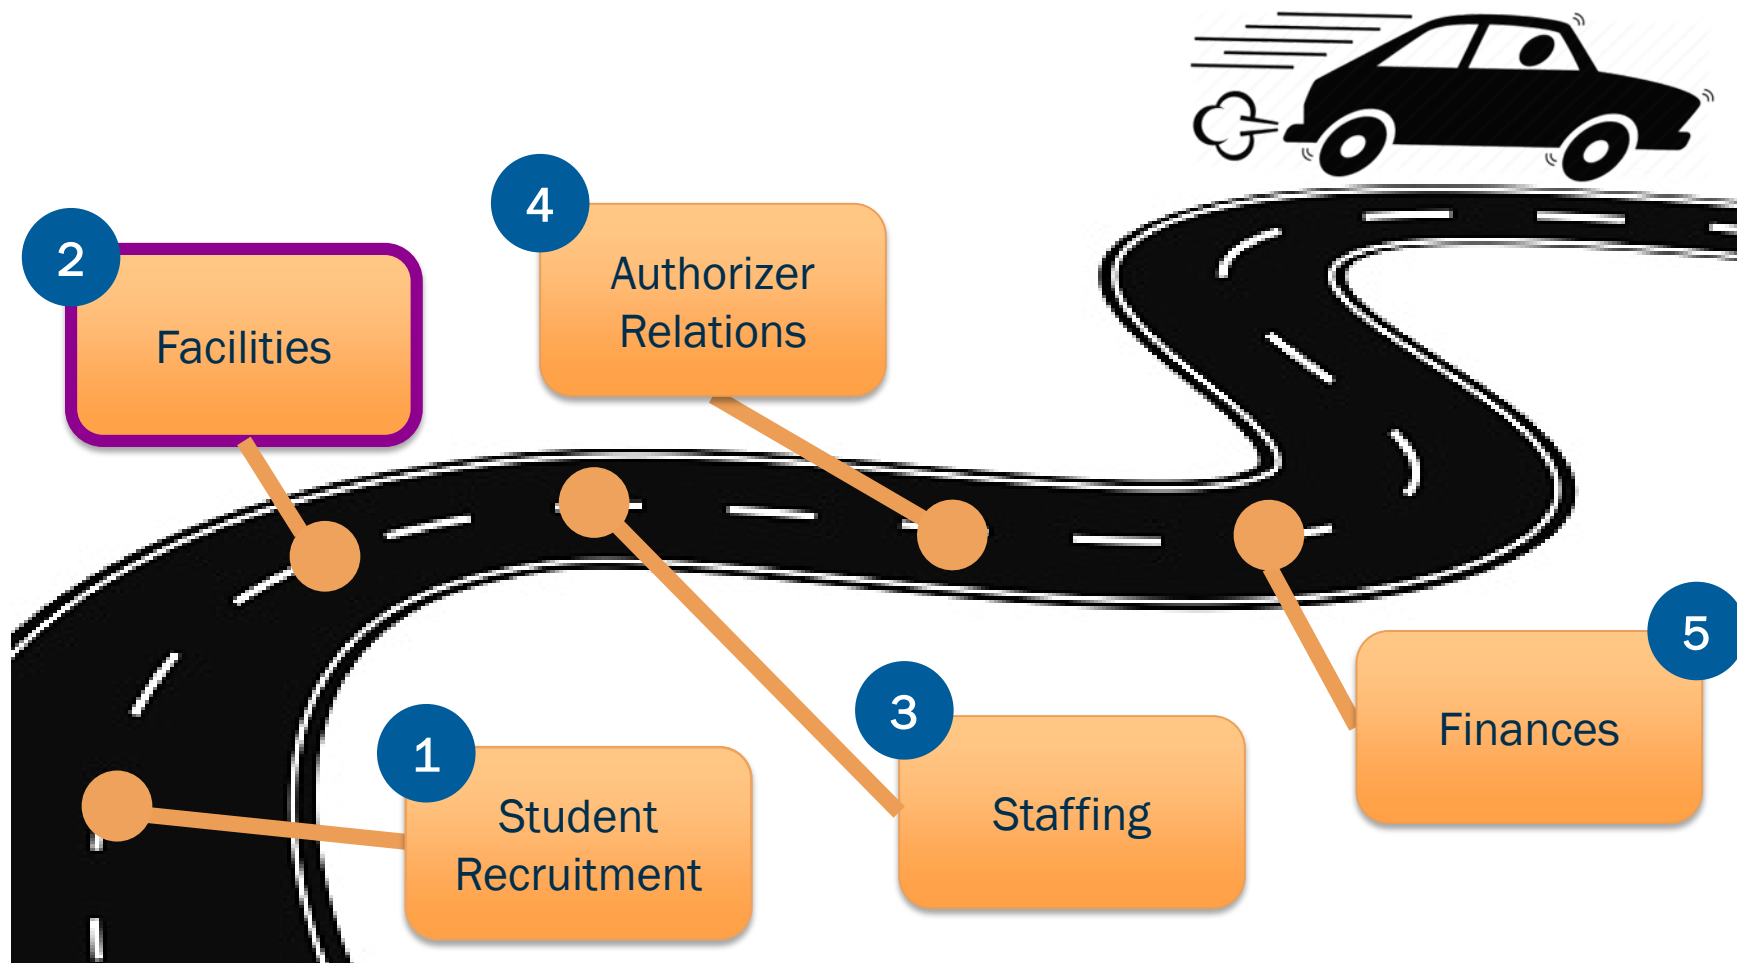 4
Authorizer
Relations
2
Facilities
5
Finances
3
Staffing
1
Student
Recruitment